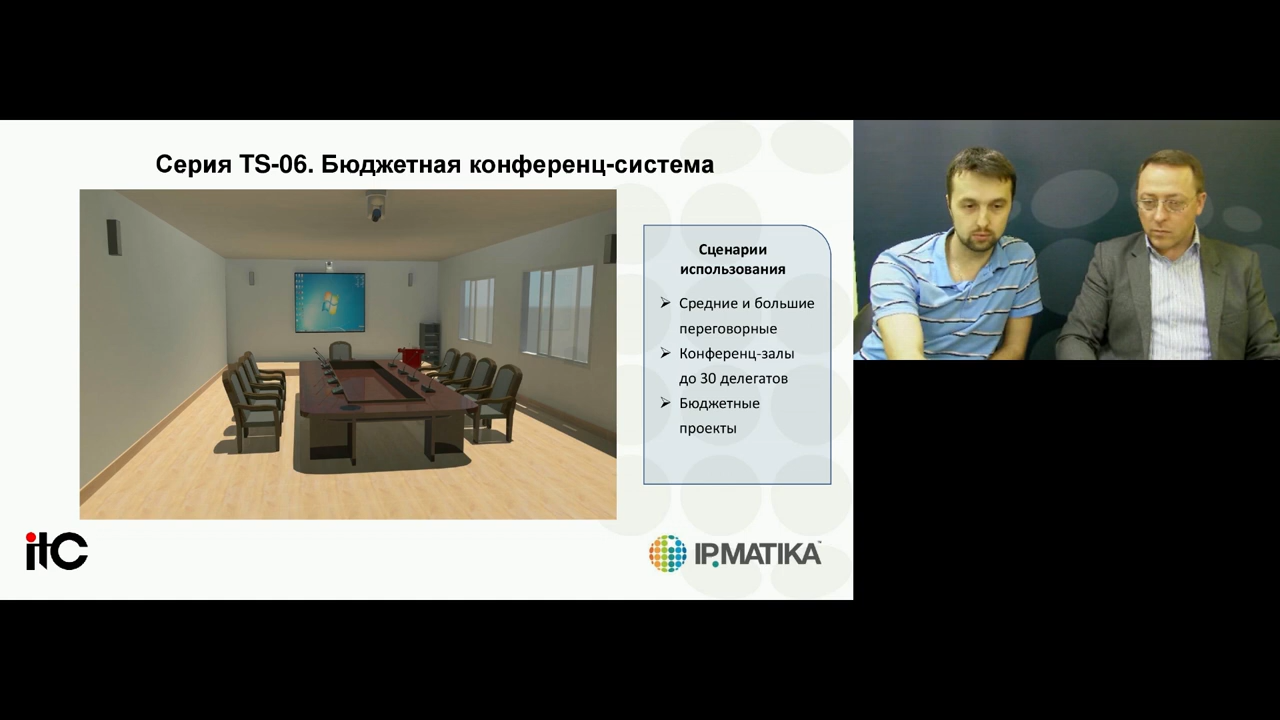 Серия TS-06. Бюджетная конференц-система
Сценарии
использования
Средние и большие
переговорные
Конференц-залы
до 30 делегатов
Бюджетные
проекты
itc
IP.MATIKA™